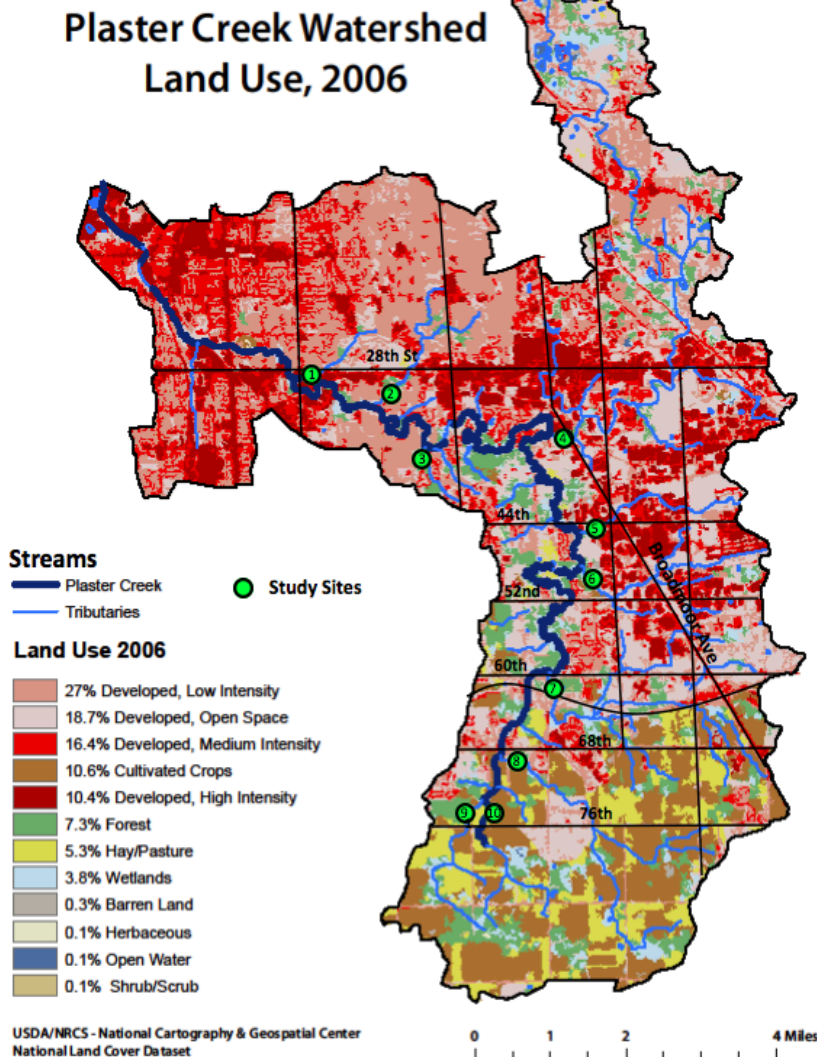 Plaster Creek Watershed
Land Use, 2006
28th St
1
2
3
4
44th
5
Broadmoor Ave
6
52nd
60th
7
68th
8
9
10
76th
Streams
Plaster Creek
Tributaries
Study Sites
Land Use 2006
27% Developed, Low Intensity
18.7% Developed, Open Space
16.4% Developed, Medium Intensity
10.6% Cultivated Crops
10.4% Developed, High Intensity
7.3% Forest
5.3% Hay/Pasture
3.8% Wetlands
0.3% Barren Land
0.1% Herbaceous
0.1% Open Water
0.1% Shrub/Scrub
USDA/NRCS - National Cartography & Geospatial Center
National Land Cover Dataset
0 1 2 4 Miles